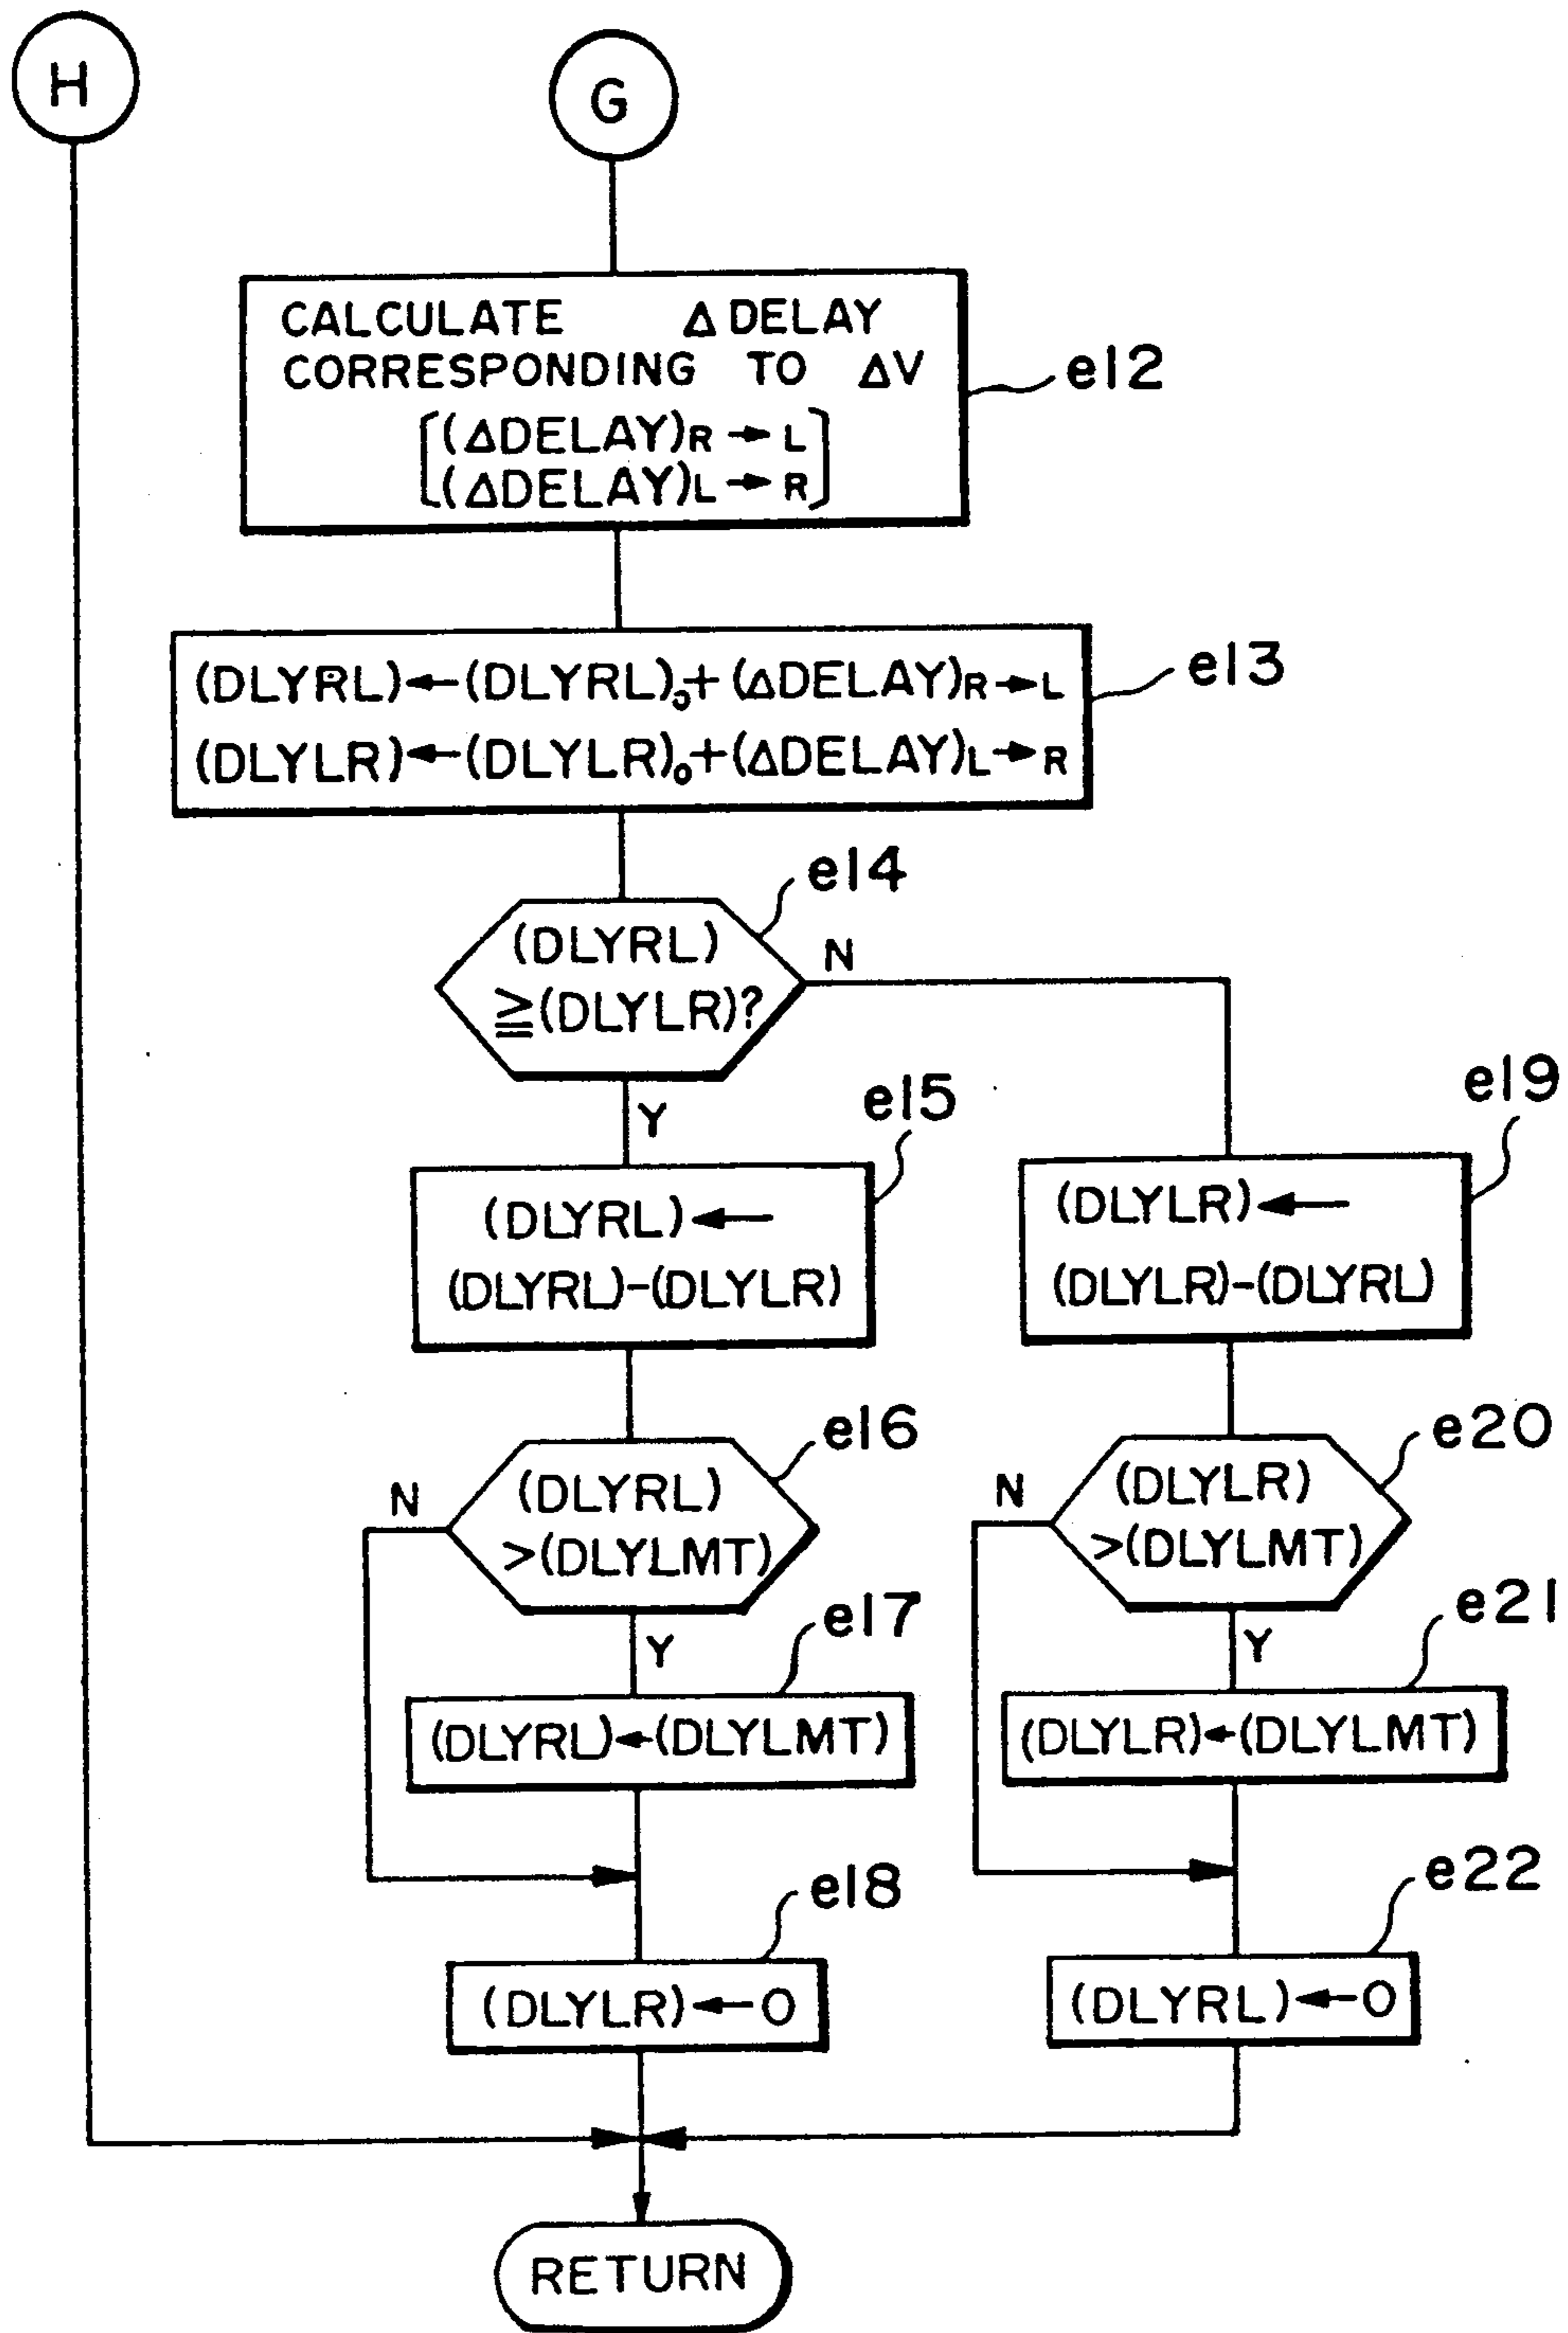 H
G
CALCULATE Δ DELAY
CORRESPONDING TO ΔV
[(ΔDELAY)R→L]
[(ΔDELAY)L→R]
e12
(DLYRL)←(DLYRL)₀+(ΔDELAY)R→L
(DLYLR)←(DLYLR)₀+(ΔDELAY)L→R
e13
e14
(DLYRL)
≧(DLYLR)?
N
Y
e15
(DLYRL)←
(DLYRL)-(DLYLR)
e19
(DLYLR)←
(DLYLR)-(DLYRL)
e16
N
(DLYRL)
>(DLYLMT)
Y
e20
N
(DLYLR)
>(DLYLMT)
Y
e17
(DLYRL)←(DLYLMT)
e21
(DLYLR)←(DLYLMT)
e18
(DLYLR)←0
e22
(DLYRL)←0
RETURN